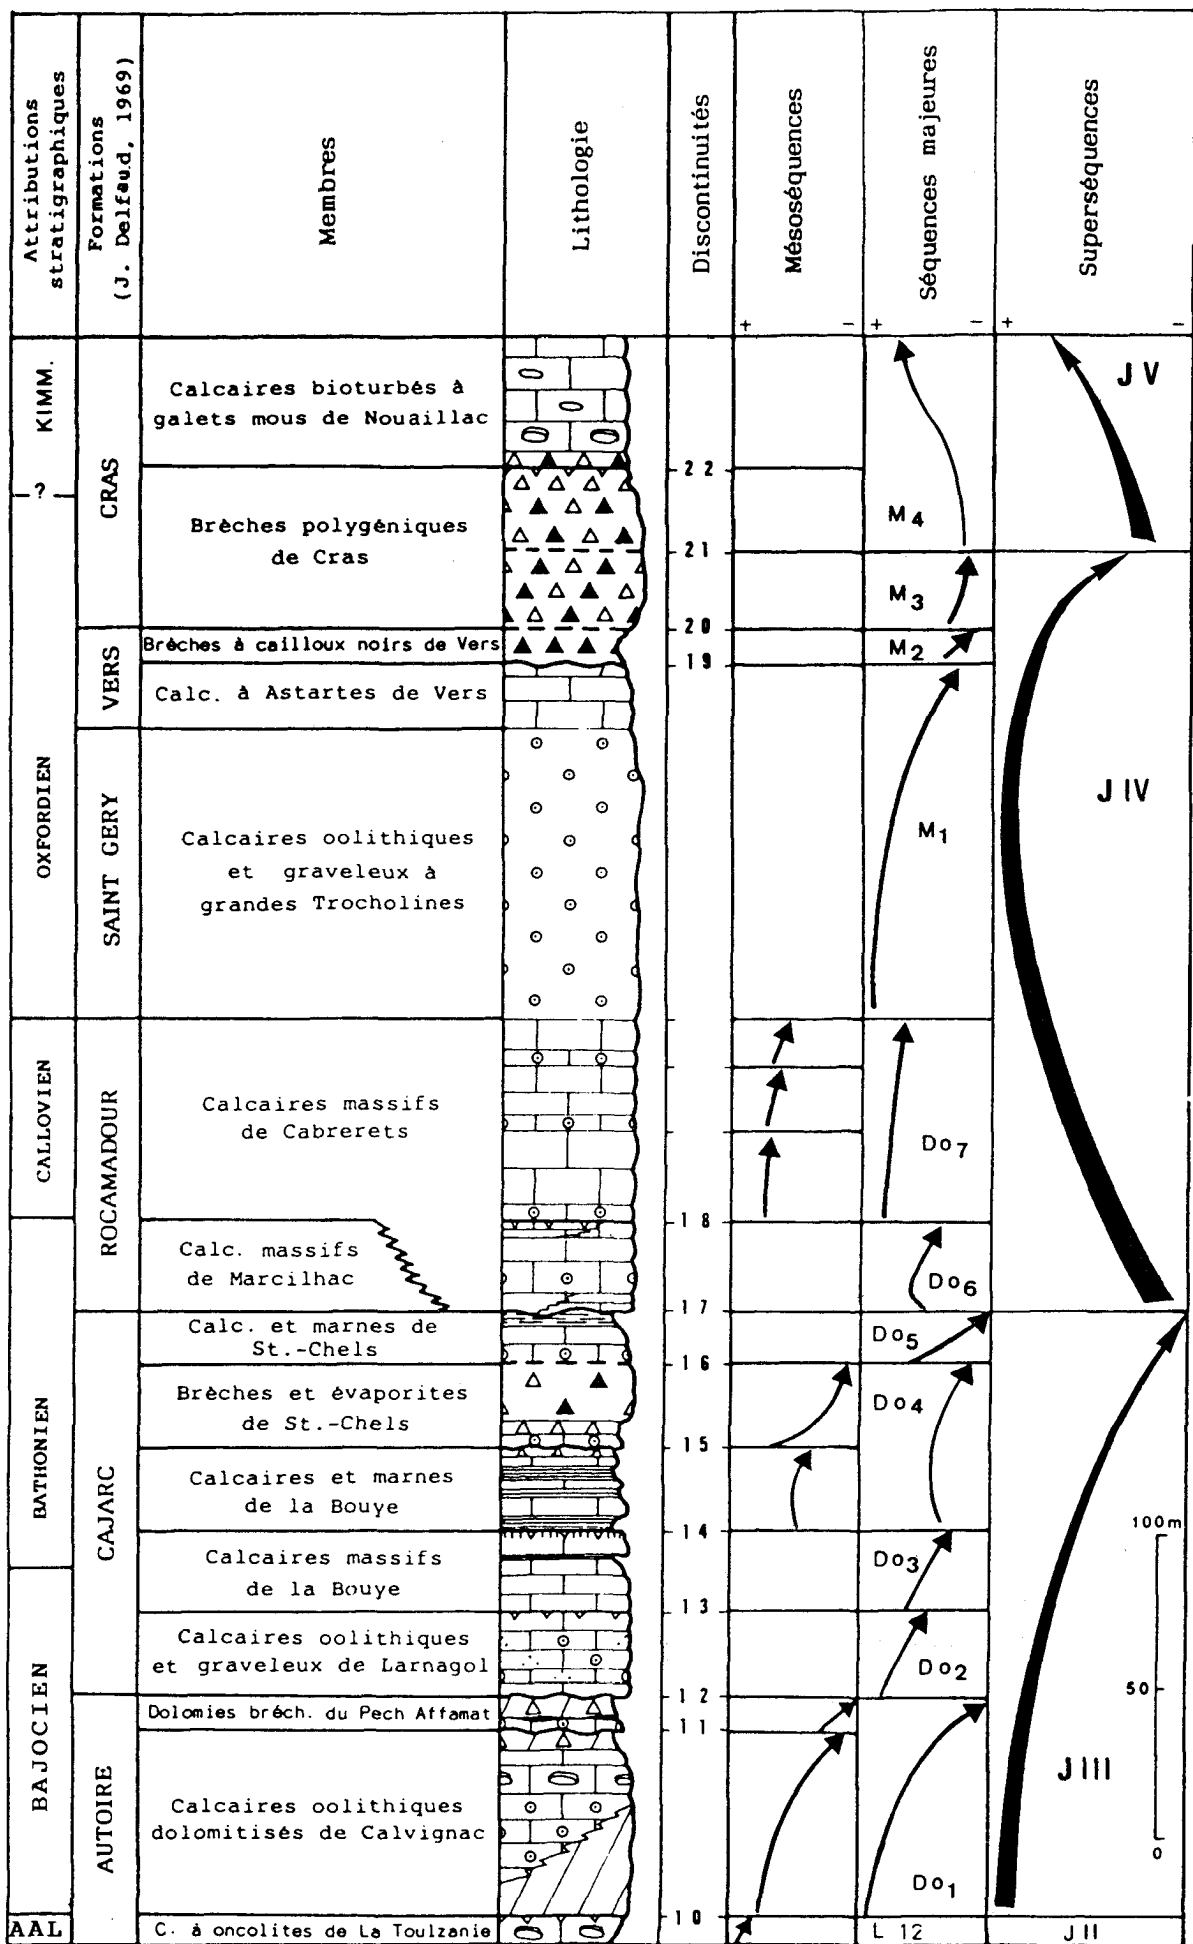 Attributions
stratigraphiques
Formations
(J. Delfaud, 1969)
Membres
Lithologie
Discontinuités
Mésoséquences
Séquences majeures
Superséquences
+
-
+
-
+
-
KIMM.
—?—
OXFORDIEN
CALLOVIEN
BATHONIEN
BAJOCIEN
AAL
CRAS
VERS
SAINT GERY
ROCAMADOUR
CAJARC
AUTOIRE
Calcaires bioturbés à
galets mous de Nouaillac
Brèches polygéniques
de Cras
Brèches à cailloux noirs de Vers
Calc. à Astartes de Vers
Calcaires oolithiques
et graveleux à
grandes Trocholines
Calcaires massifs
de Cabrerets
Calc. massifs
de Marcilhac
Calc. et marnes de
St.-Chels
Brèches et évaporites
de St.-Chels
Calcaires et marnes
de la Bouye
Calcaires massifs
de la Bouye
Calcaires oolithiques
et graveleux de Larnagol
Dolomies bréch. du Pech Affamat
Calcaires oolithiques
dolomitisés de Calvignac
C. à oncolites de La Toulzanie
22
21
20
19
18
17
16
15
14
13
12
11
10
M4
M3
M2
M1
Do7
Do6
Do5
Do4
Do3
Do2
Do1
L 12
J V
J IV
J III
J II
100m
50
0